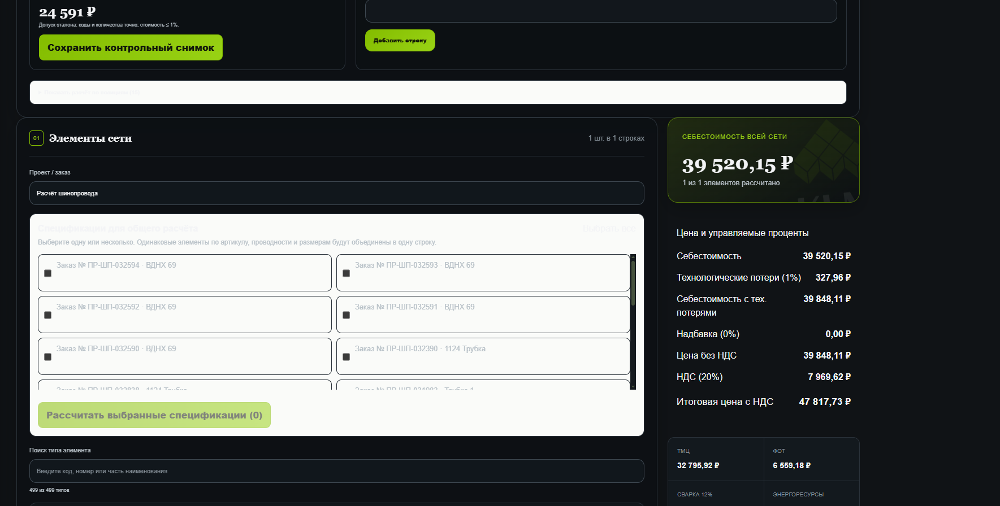 24 591 ₽
Допуск эталона: коды и количества точно; стоимость ≤ 1%.
Сохранить контрольный снимок
Добавить строку
01
Элементы сети
1 шт. в 1 строках
Проект / заказ
Расчёт шинопровода
Спецификации для общего расчёта
Выбрать все
Выберите одну или несколько. Одинаковые элементы по артикулу, проводности и размерам будут объединены в одну строку.
Заказ № ПР-ШП-032594 · ВДНХ 69
Заказ № ПР-ШП-032593 · ВДНХ 69
Заказ № ПР-ШП-032592 · ВДНХ 69
Заказ № ПР-ШП-032591 · ВДНХ 69
Заказ № ПР-ШП-032590 · ВДНХ 69
Заказ № ПР-ШП-032390 · 1124 Трубка
Рассчитать выбранные спецификации (0)
Поиск типа элемента
Введите код, номер или часть наименования
499 из 499 типов
СЕБЕСТОИМОСТЬ ВСЕЙ СЕТИ
39 520,15 ₽
1 из 1 элементов рассчитано
Цена и управляемые проценты
Себестоимость 39 520,15 ₽
Технологические потери (1%) 327,96 ₽
Себестоимость с тех. 39 848,11 ₽
потерями
Надбавка (0%) 0,00 ₽
Цена без НДС 39 848,11 ₽
НДС (20%) 7 969,62 ₽
Итоговая цена с НДС 47 817,73 ₽
ТМЦ
32 795,92 ₽
ФОТ
6 559,18 ₽
СВАРКА 12%
ЭНЕРГОРЕСУРСЫ